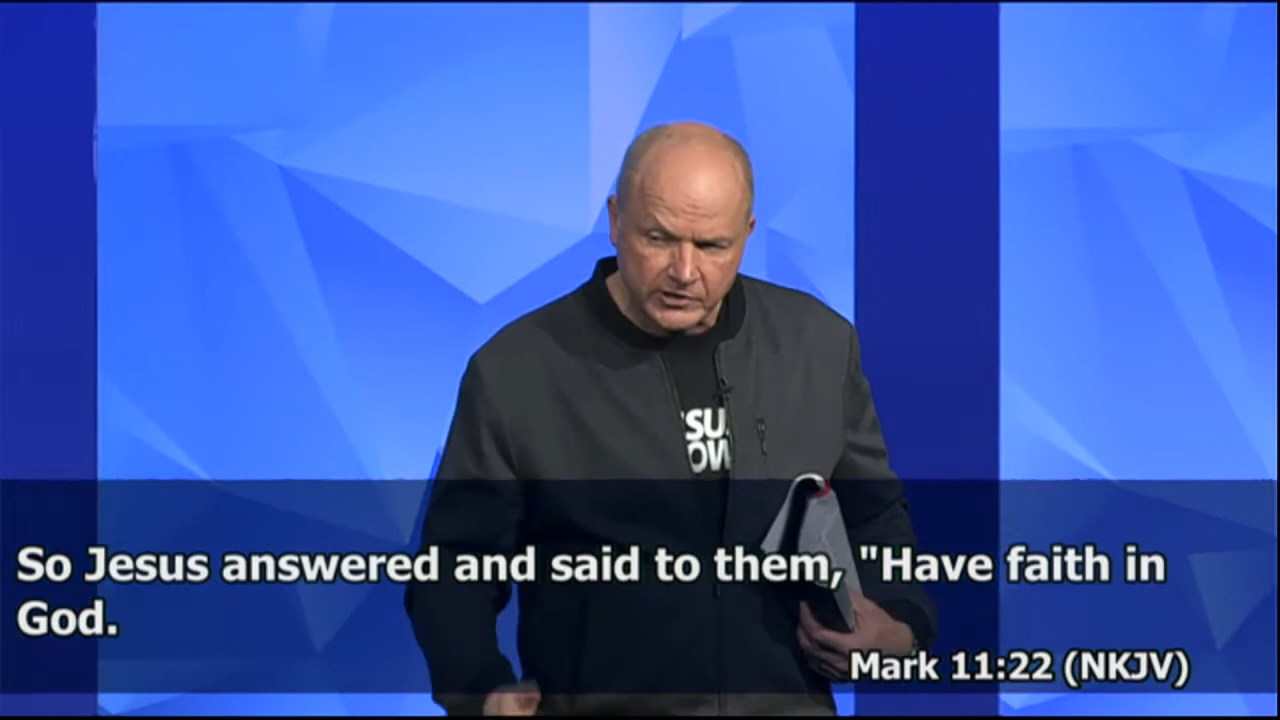 So Jesus answered and said to them, "Have faith in
God.
Mark 11:22 (NKJV)